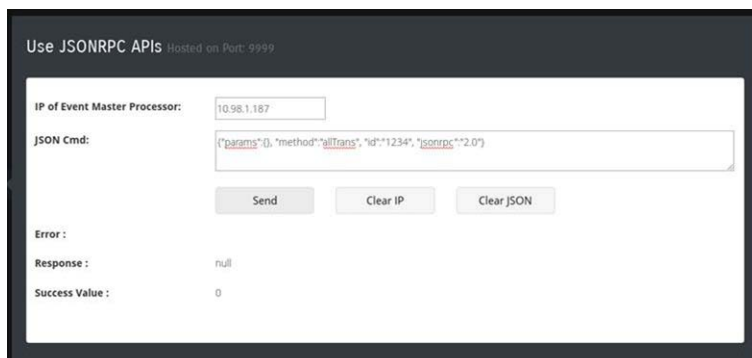 Use JSONRPC APIs Hosted on Port: 9999
IP of Event Master Processor: 10.98.1.187
JSON Cmd: {"params":{}, "method":"allTrans", "id":"1234", "jsonrpc":"2.0"}
Send Clear IP Clear JSON
Error :
Response : null
Success Value : 0